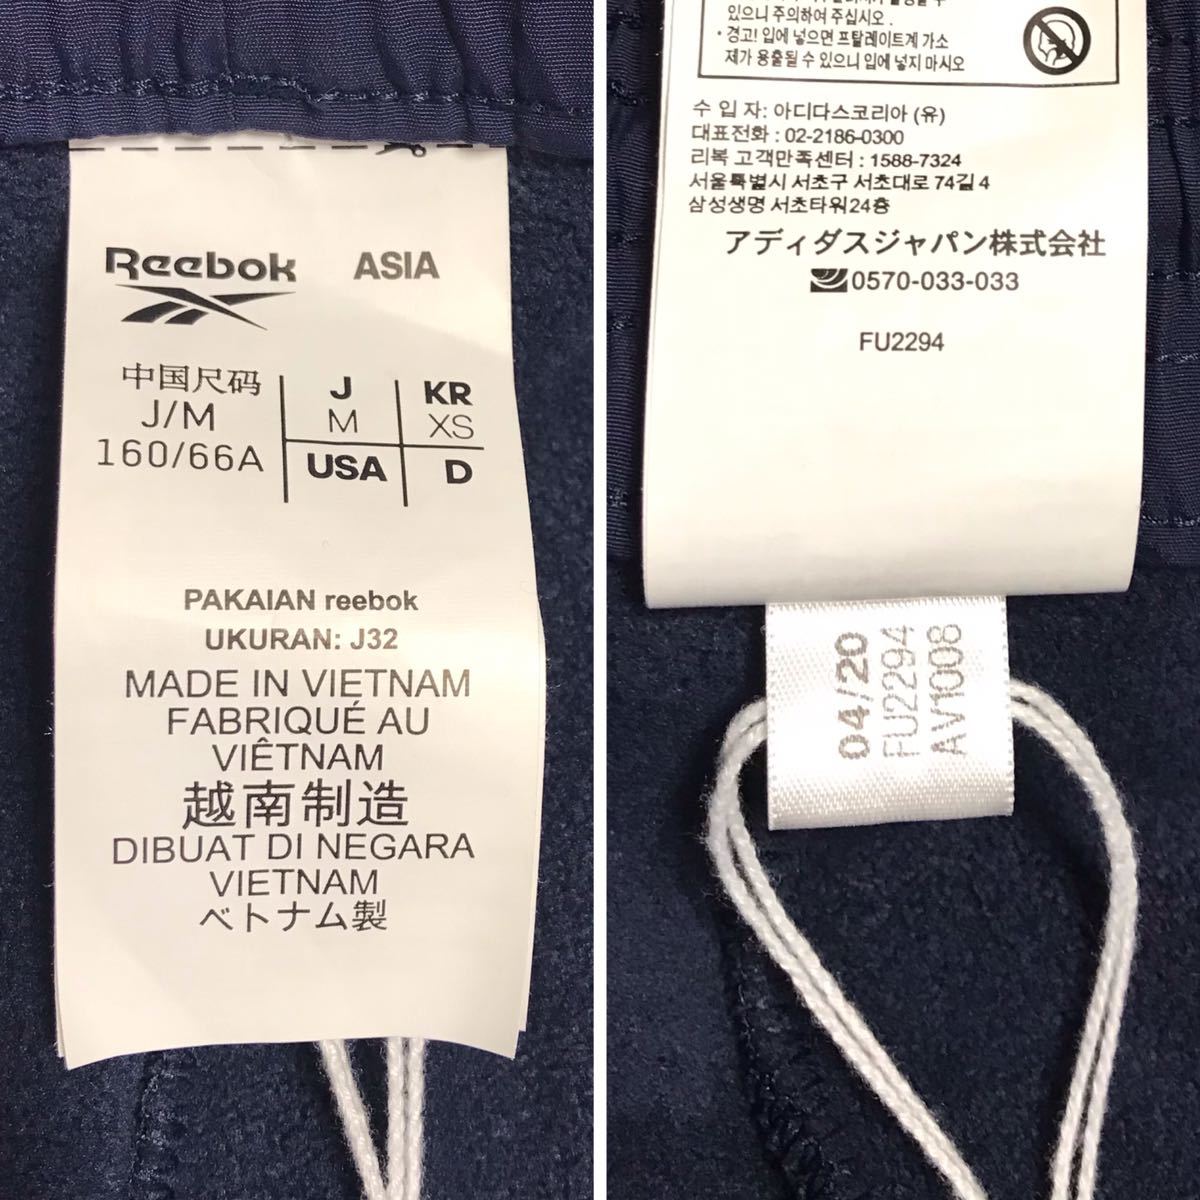 Reebok ASIA
中国尺码 J KR
J/M M XS
160/66A USA D
PAKAIAN reebok
UKURAN: J32
MADE IN VIETNAM
FABRIQUÉ AU
VIÊTNAM
越南制造
DIBUAT DI NEGARA
VIETNAM
ベトナム製
있으니 주의하여 주십시오 .
• 경고! 입에 넣으면 프탈레이트계 가소
제가 용출될 수 있으니 입에 넣지 마시오
수 입 자: 아디다스코리아 (유)
대표전화 : 02-2186-0300
리복 고객만족센터 : 1588-7324
서울특별시 서초구 서초대로 74길 4
삼성생명 서초타워24층
アディダスジャパン株式会社
0570-033-033
FU2294
04/20
FU2294
AV1008